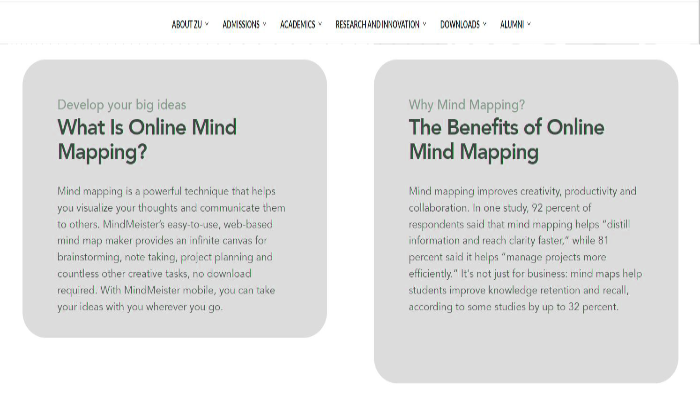 ABOUT ZU ADMISSIONS ACADEMICS RESEARCH AND INNOVATION DOWNLOADS ALUMNI
Develop your big ideas
What Is Online Mind
Mapping?
Mind mapping is a powerful technique that helps
you visualize your thoughts and communicate them
to others. MindMeister's easy-to-use, web-based
mind map maker provides an infinite canvas for
brainstorming, note taking, project planning and
countless other creative tasks, no download
required. With MindMeister mobile, you can take
your ideas with you wherever you go.
Why Mind Mapping?
The Benefits of Online
Mind Mapping
Mind mapping improves creativity, productivity and
collaboration. In one study, 92 percent of
respondents said that mind mapping helps "distill
information and reach clarity faster," while 81
percent said it helps "manage projects more
efficiently." It's not just for business: mind maps help
students improve knowledge retention and recall,
according to some studies by up to 32 percent.